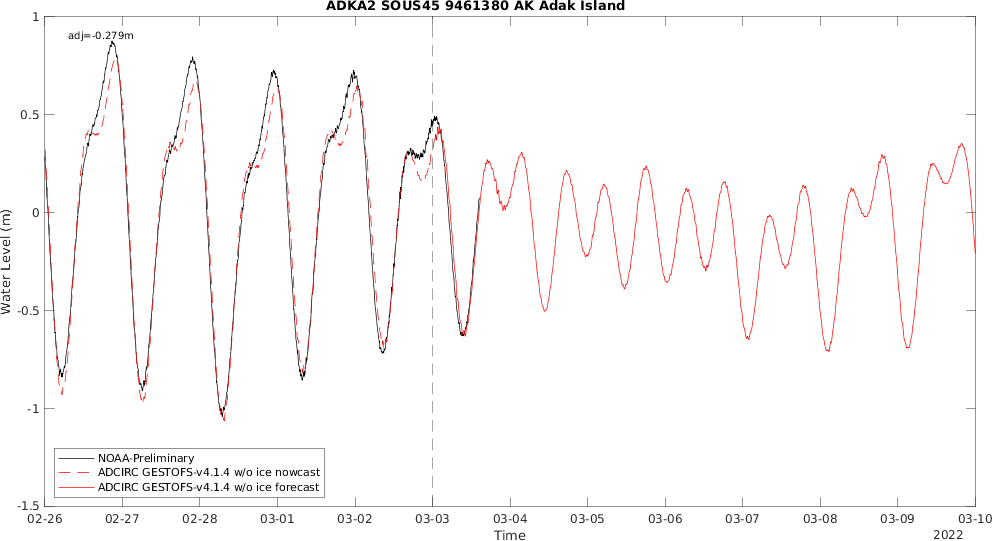 ADKA2 SOUS45 9461380 AK Adak Island
adj=-0.279m
Water Level (m)
1
0.5
0
-0.5
-1
-1.5
NOAA-Preliminary
ADCIRC GESTOFS-v4.1.4 w/o ice nowcast
ADCIRC GESTOFS-v4.1.4 w/o ice forecast
02-26 02-27 02-28 03-01 03-02 03-03 03-04 03-05 03-06 03-07 03-08 03-09 03-10
Time
2022